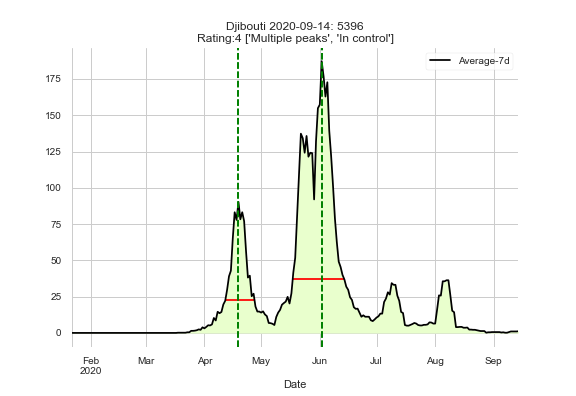 Djibouti 2020-09-14: 5396
Rating:4 ['Multiple peaks', 'In control']
Average-7d
175
150
125
100
75
50
25
0
Feb Mar Apr May Jun Jul Aug Sep
2020
Date